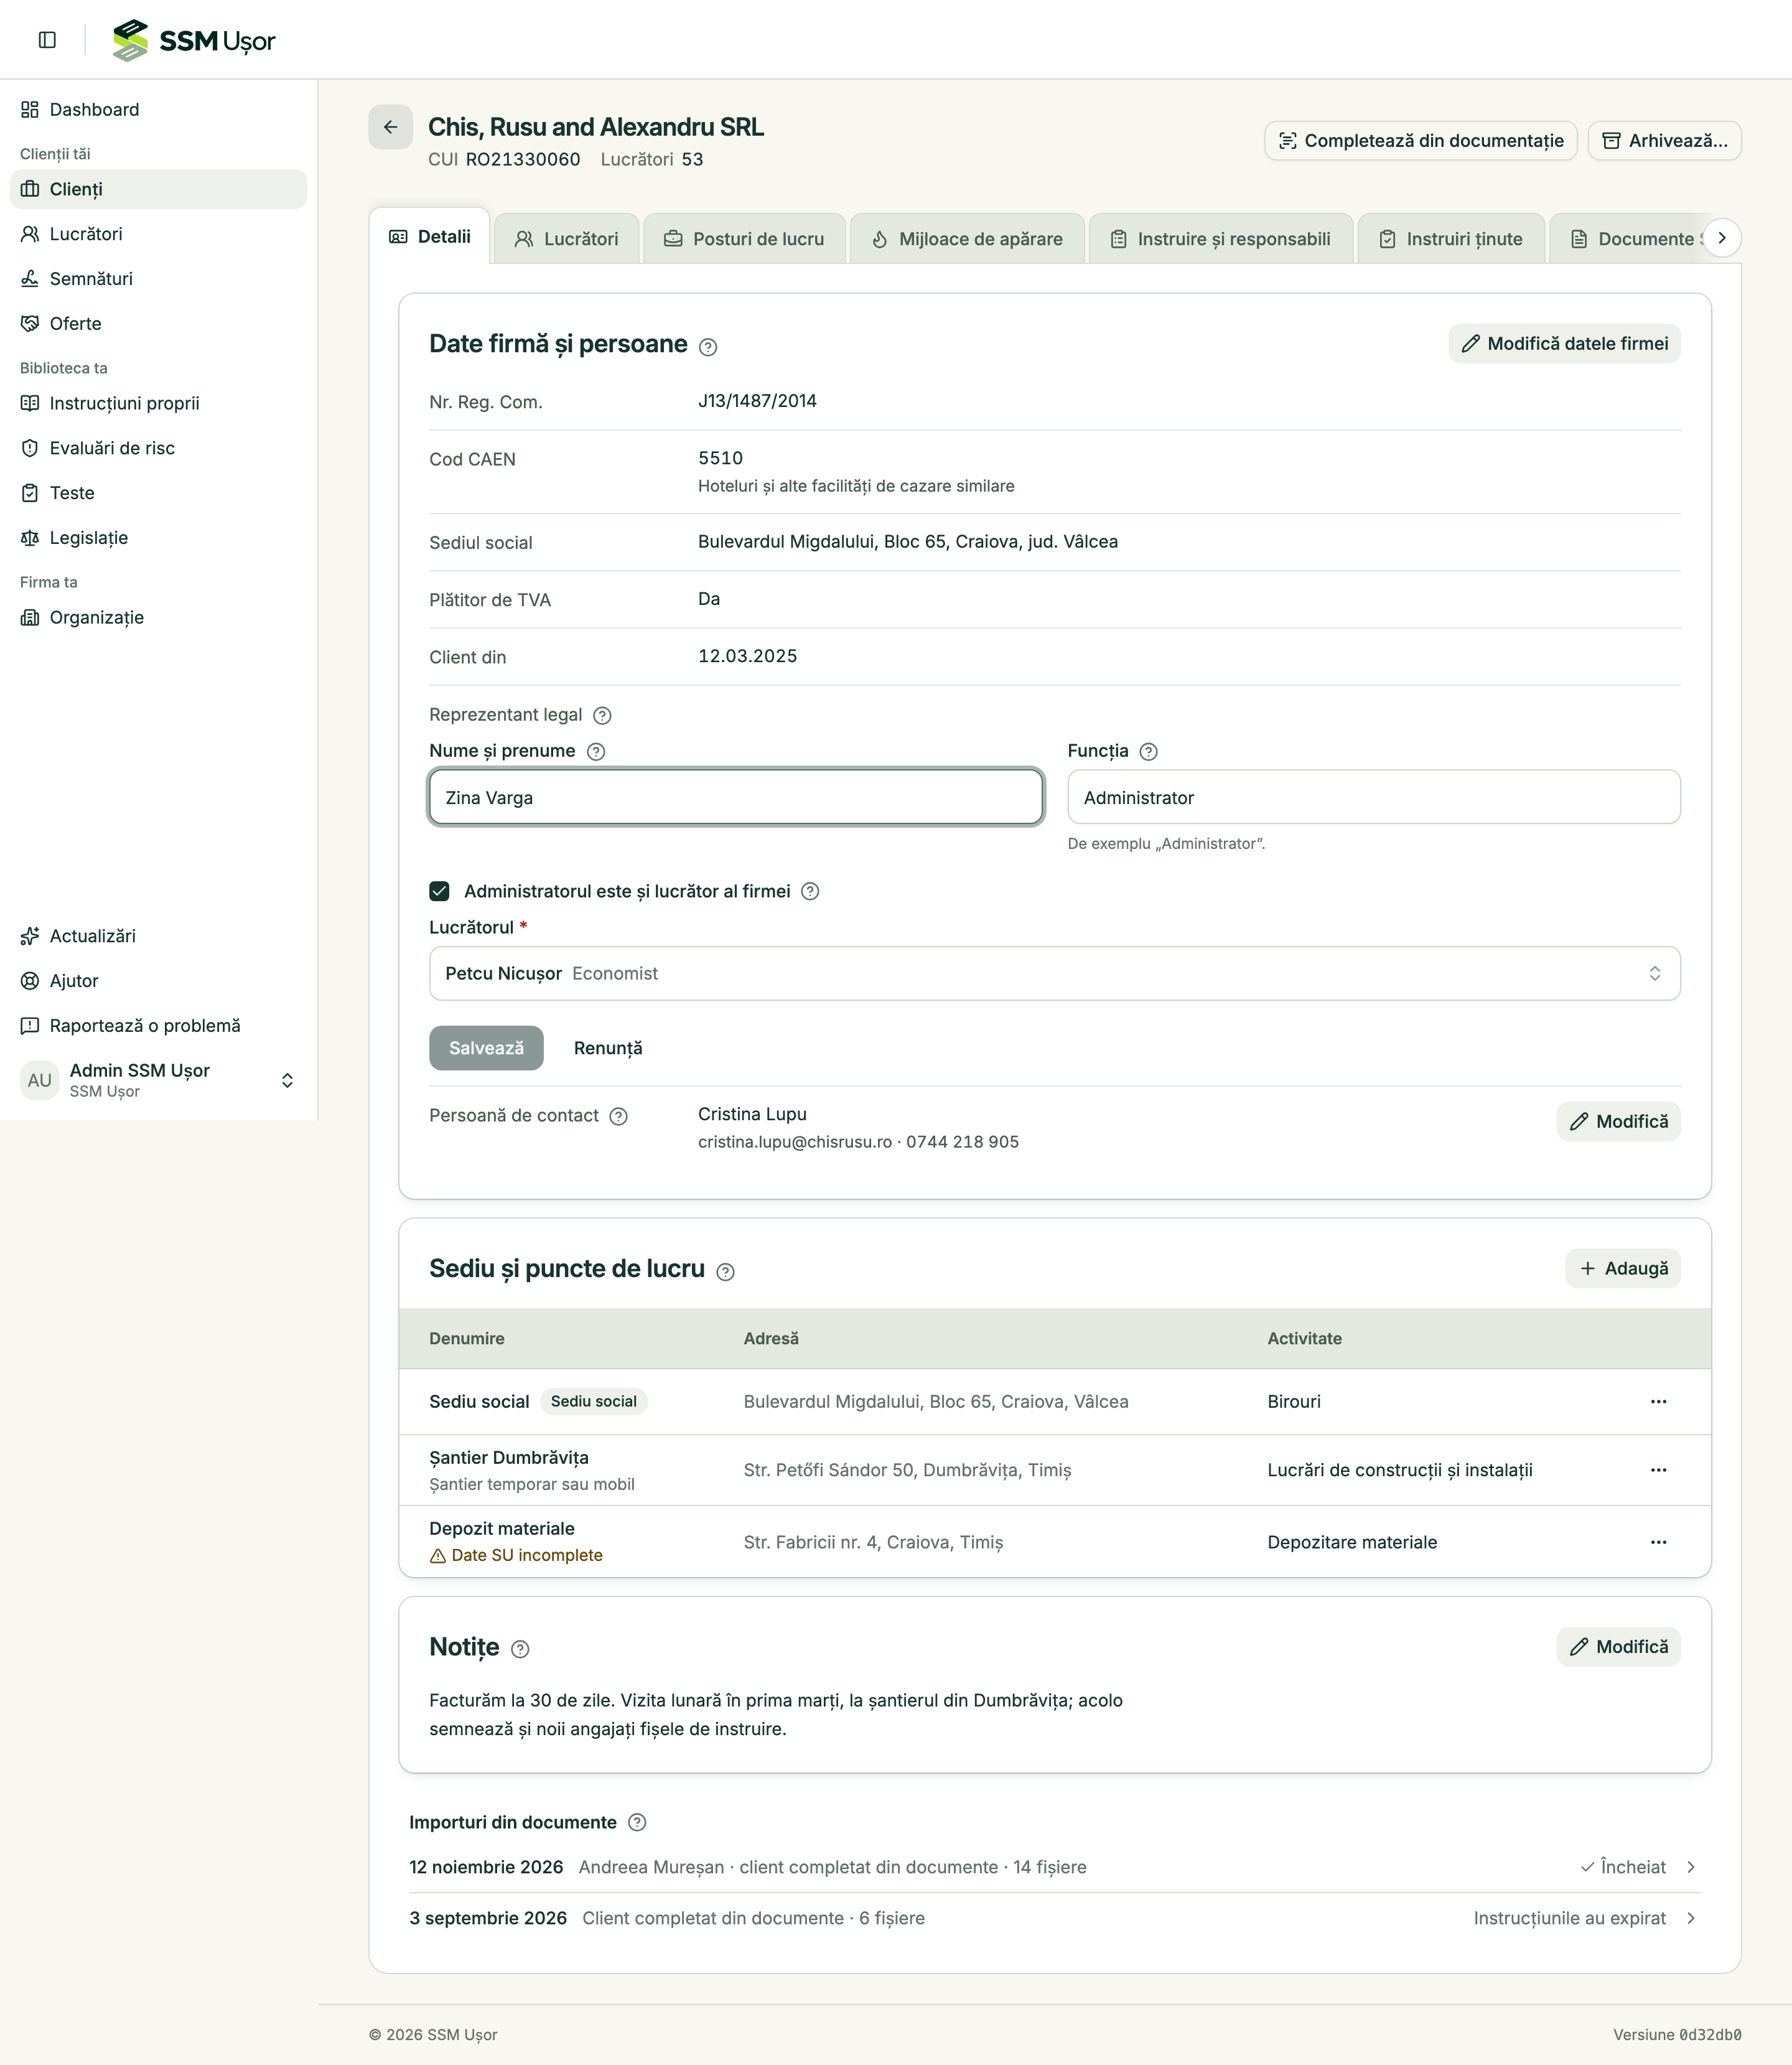 SSM Ușor
Dashboard
Clienții tăi
Clienți
Lucrători
Semnături
Oferte
Biblioteca ta
Instrucțiuni proprii
Evaluări de risc
Teste
Legislație
Firma ta
Organizație
Actualizări
Ajutor
Raportează o problemă
AU
Admin SSM Ușor
SSM Ușor
Chis, Rusu and Alexandru SRL
CUI RO21330060 Lucrători 53
Completează din documentație
Arhivează...
Detalii
Lucrători
Posturi de lucru
Mijloace de apărare
Instruire și responsabili
Instruiri ținute
Documente
Date firmă și persoane
Modifică datele firmei
Nr. Reg. Com. J13/1487/2014
Cod CAEN 5510
Hoteluri și alte facilități de cazare similare
Sediul social Bulevardul Migdalului, Bloc 65, Craiova, jud. Vâlcea
Plătitor de TVA Da
Client din 12.03.2025
Reprezentant legal
Nume și prenume
Funcția
Zina Varga
Administrator
De exemplu „Administrator”.
Administratorul este și lucrător al firmei
Lucrătorul *
Petcu Nicușor Economist
Salvează
Renunță
Persoană de contact Cristina Lupu
cristina.lupu@chisrusu.ro · 0744 218 905
Modifică
Sediu și puncte de lucru
Adaugă
Denumire Adresă Activitate
Sediu social Sediu social Bulevardul Migdalului, Bloc 65, Craiova, Vâlcea Birouri
Șantier Dumbrăvița
Șantier temporar sau mobil
Str. Petőfi Sándor 50, Dumbrăvița, Timiș
Lucrări de construcții și instalații
Depozit materiale
Date SU incomplete
Str. Fabricii nr. 4, Craiova, Timiș
Depozitare materiale
Notițe
Modifică
Facturăm la 30 de zile. Vizita lunară în prima marți, la șantierul din Dumbrăvița; acolo
semnează și noii angajați fișele de instruire.
Importuri din documente
12 noiembrie 2026 Andreea Mureșan · client completat din documente · 14 fișiere Încheiat
3 septembrie 2026 Client completat din documente · 6 fișiere Instrucțiunile au expirat
© 2026 SSM Ușor
Versiune 0d32db0